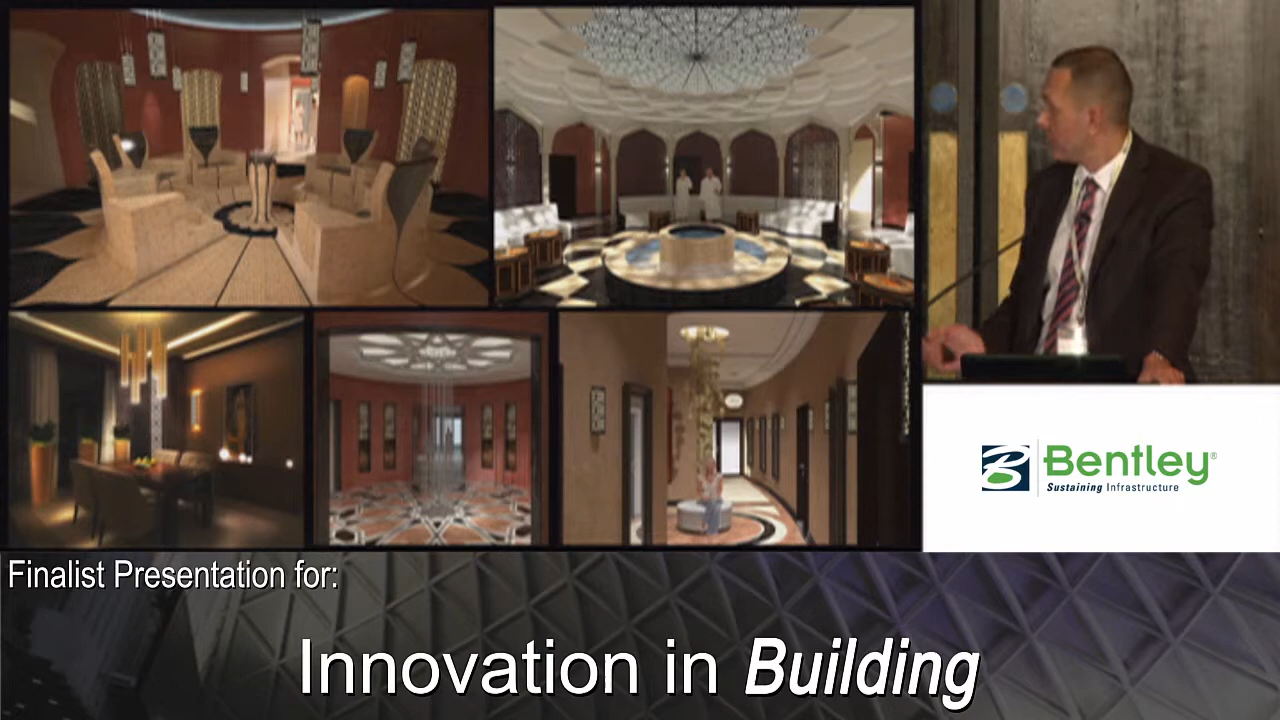 Bentley®
Sustaining Infrastructure
Finalist Presentation for:
Innovation in Building